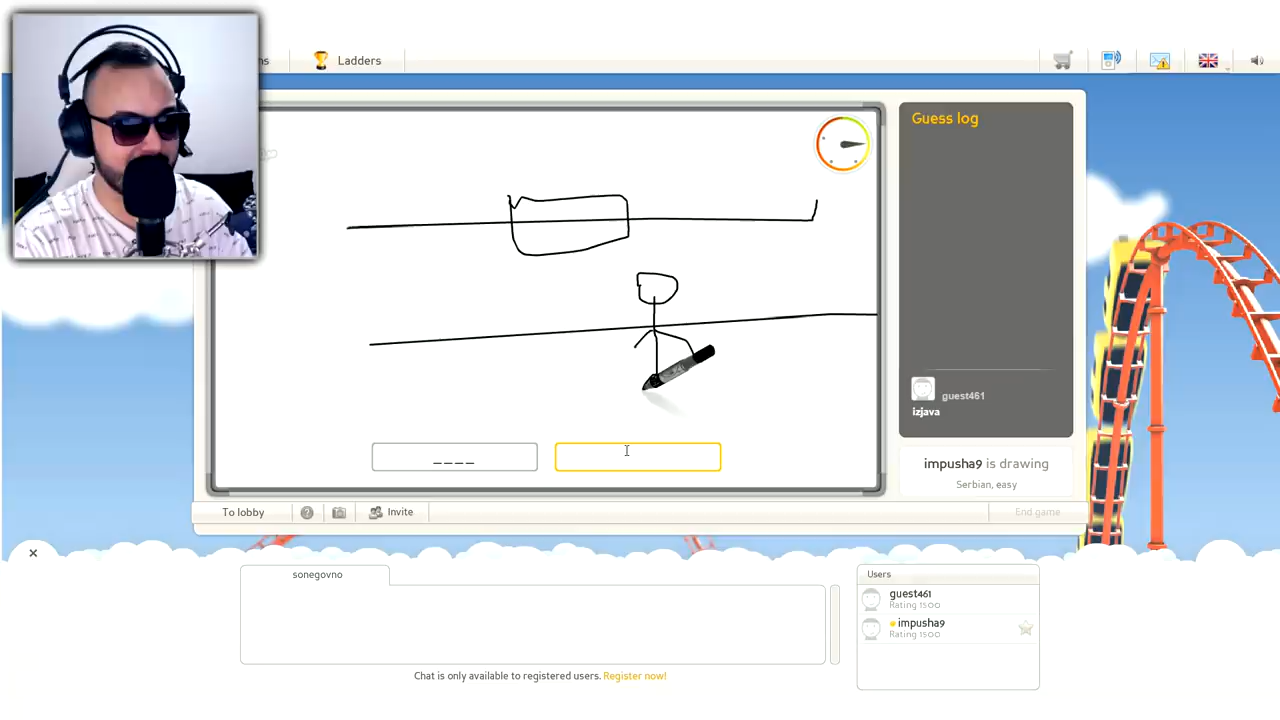 ns
Ladders
Guess log
guest461
izjava
_ _ _ _
impusha9 is drawing
Serbian, easy
To lobby
?
Invite
End game
×
sonegovno
Users
guest461
Rating 1500
impusha9
Rating 1500
Chat is only available to registered users. Register now!